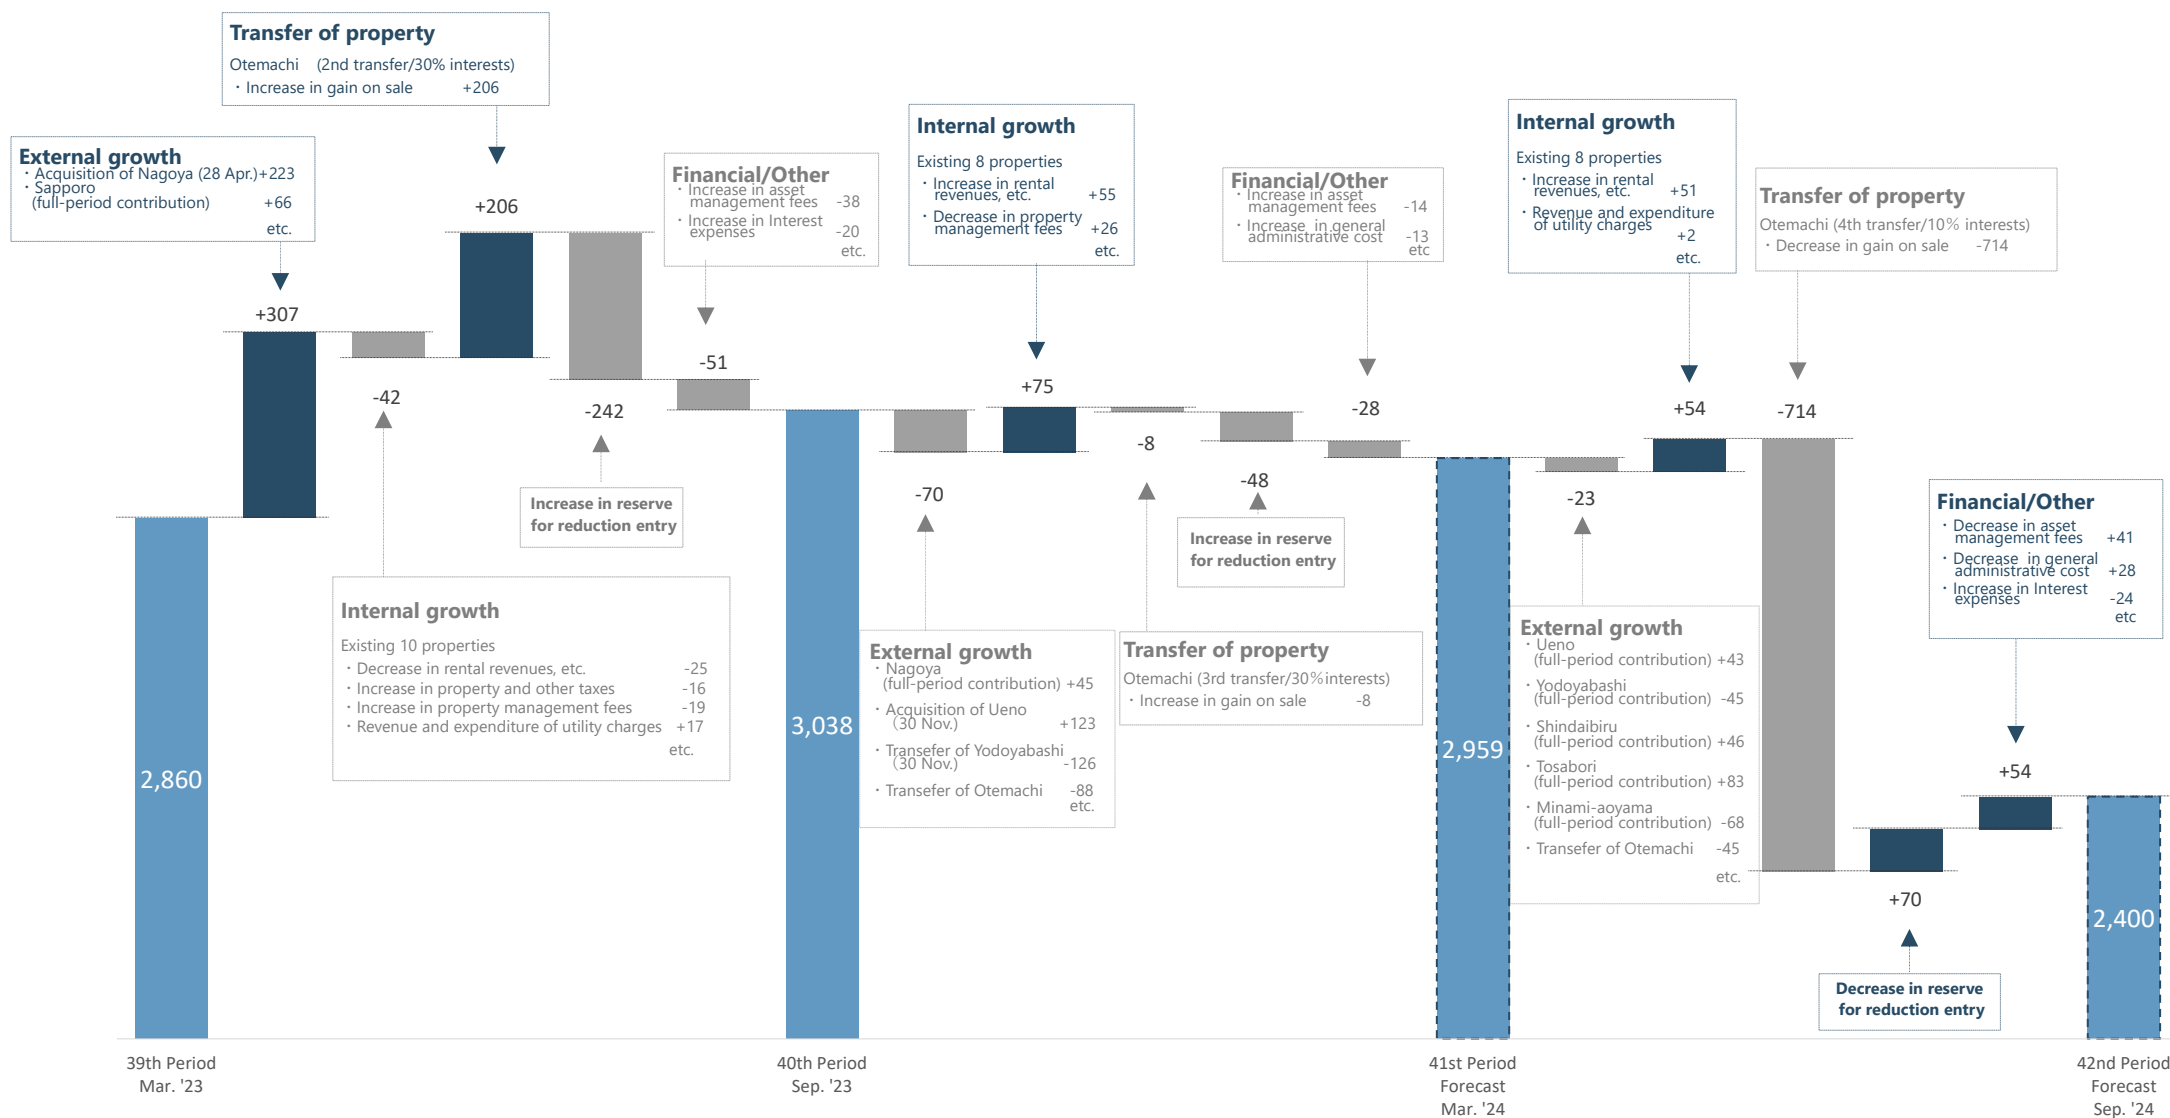 Transfer of property
Otemachi (2nd transfer/30% interests)
・Increase in gain on sale +206
External growth
・Acquisition of Nagoya (28 Apr.)+223
・Sapporo
(full-period contribution) +66
etc.
+307
-42
Internal growth
Existing 10 properties
・Decrease in rental revenues, etc. -25
・Increase in property and other taxes -16
・Increase in property management fees -19
・Revenue and expenditure of utility charges +17
etc.
+206
-242
Increase in reserve
for reduction entry
Financial/Other
・Increase in asset
management fees -38
・Increase in Interest
expenses -20
etc.
-51
Internal growth
Existing 8 properties
・Increase in rental
revenues, etc. +55
・Decrease in property
management fees +26
etc.
+75
-70
External growth
・Nagoya
(full-period contribution) +45
・Acquisition of Ueno
(30 Nov.) +123
・Transefer of Yodoyabashi
(30 Nov.) -126
・Transefer of Otemachi -88
etc.
-8
Transfer of property
Otemachi (3rd transfer/30%interests)
・Increase in gain on sale -8
-48
Increase in reserve
for reduction entry
Financial/Other
・Increase in asset
management fees -14
・Increase in general
administrative cost -13
etc
-28
Internal growth
Existing 8 properties
・Increase in rental
revenues, etc. +51
・Revenue and expenditure
of utility charges
+2
etc.
+54
-23
External growth
・Ueno
(full-period contribution) +43
・Yodoyabashi
(full-period contribution) -45
・Shindaibiru
(full-period contribution) +46
・Tosabori
(full-period contribution) +83
・Minami-aoyama
(full-period contribution) -68
・Transefer of Otemachi -45
etc.
Transfer of property
Otemachi (4th transfer/10% interests)
・Decrease in gain on sale -714
-714
+70
Decrease in reserve
for reduction entry
Financial/Other
・Decrease in asset
management fees +41
・Decrease in general
administrative cost +28
・Increase in Interest
expenses -24
etc
+54
2,860
3,038
2,959
2,400
39th Period
Mar. '23
40th Period
Sep. '23
41st Period
Forecast
Mar. '24
42nd Period
Forecast
Sep. '24